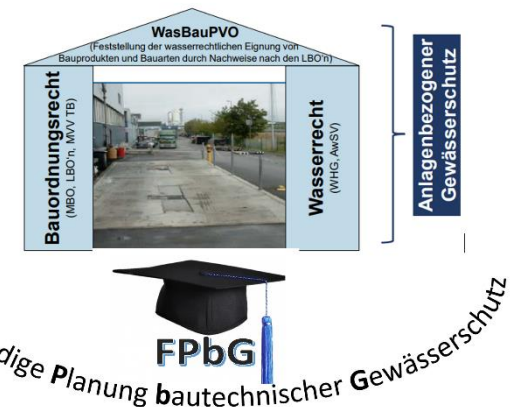 WasBauPVO
(Feststellung der wasserrechtlichen Eignung von
Bauprodukten und Bauarten durch Nachweise nach den LBO'n)
Bauordnungsrecht
(MBO, LBO'n, MVV TB)
Wasserrecht
(WHG, AwSV)
Anlagenbezogener
Gewässerschutz
FPbG
dige Planung bautechnischer Gewässerschutz